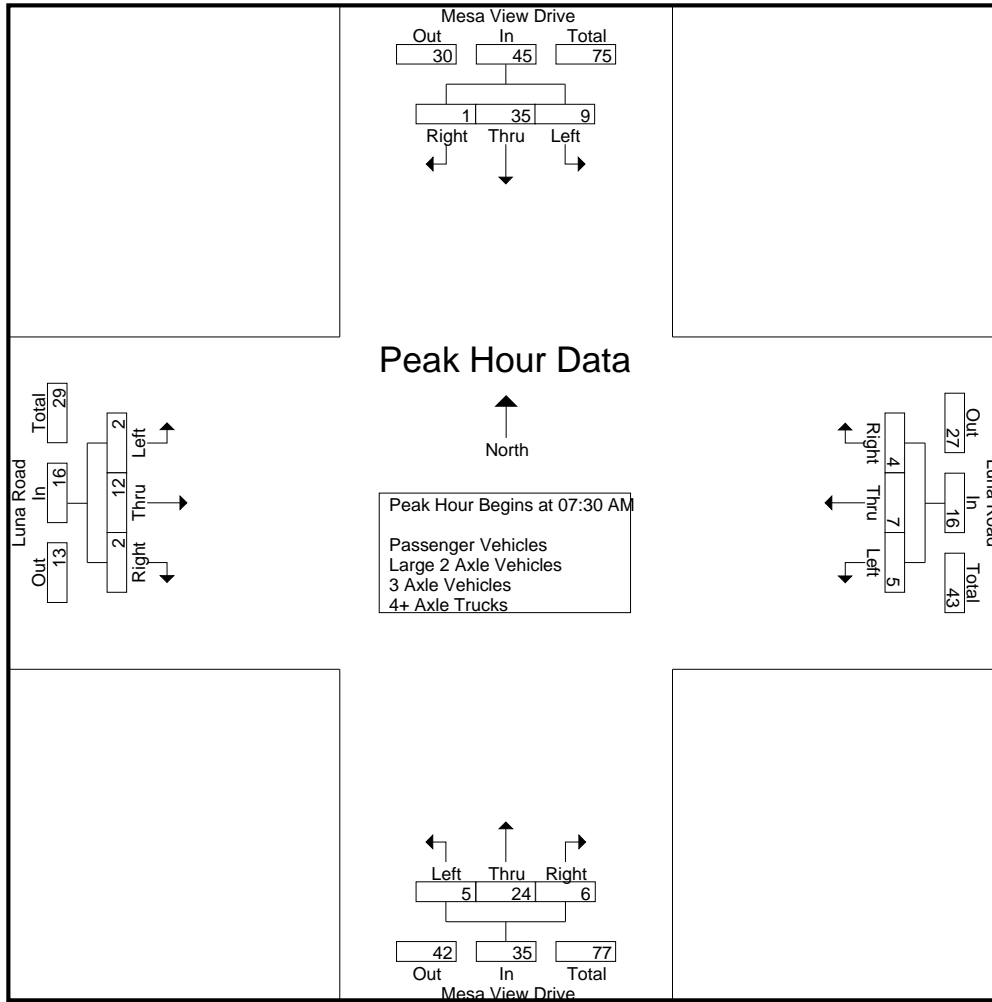 Mesa View Drive
Out In Total
30 45 75
1 35 9
Right Thru Left
Peak Hour Data
North
Peak Hour Begins at 07:30 AM
Passenger Vehicles
Large 2 Axle Vehicles
3 Axle Vehicles
4+ Axle Trucks
Luna Road
Out In Total
13 16 29
2 12 2
Right Thru Left
Luna Road
Out In Total
27 16 43
4 7 5
Right Thru Left
Left Thru Right
5 24 6
42 35 77
Out In Total
Mesa View Drive